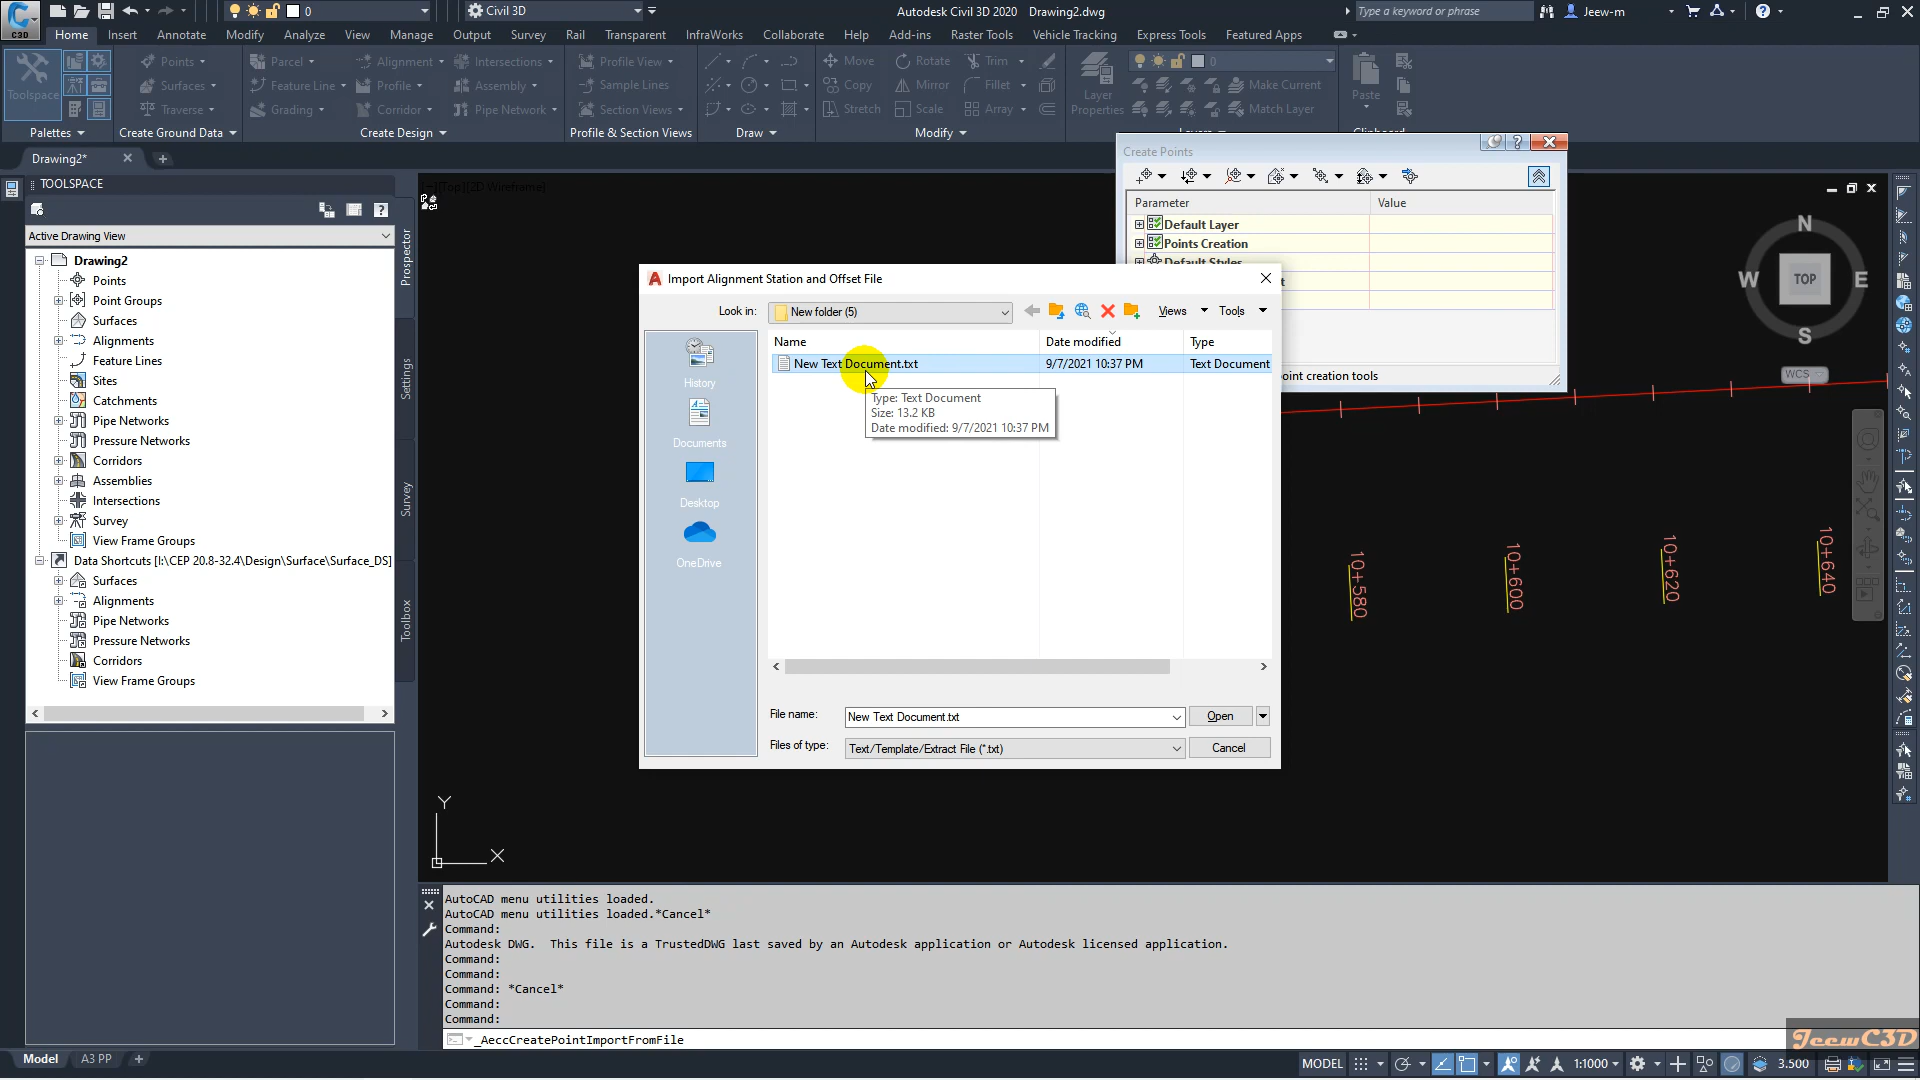 C3D
0
Civil 3D
Autodesk Civil 3D 2020 Drawing2.dwg
Type a keyword or phrase
Jeew-m
Home Insert Annotate Modify Analyze View Manage Output Survey Rail Transparent InfraWorks Collaborate Help Add-ins Raster Tools Vehicle Tracking Express Tools Featured Apps
Toolspace
Points
Surfaces
Traverse
Parcel
Feature Line
Grading
Alignment
Profile
Corridor
Intersections
Assembly
Pipe Network
Profile View
Sample Lines
Section Views
Move
Copy
Stretch
Rotate
Mirror
Scale
Trim
Fillet
Array
Layer
Properties
0
Make Current
Match Layer
Paste
Palettes
Create Ground Data
Create Design
Profile & Section Views
Draw
Modify
Drawing2*
TOOLSPACE
Active Drawing View
Drawing2
Points
Point Groups
Surfaces
Alignments
Feature Lines
Sites
Catchments
Pipe Networks
Pressure Networks
Corridors
Assemblies
Intersections
Survey
View Frame Groups
Data Shortcuts [I:\CEP 20.8-32.4\Design\Surface\Surface_DS]
Surfaces
Alignments
Pipe Networks
Pressure Networks
Corridors
View Frame Groups
Prospector
Settings
Survey
Toolbox
[-][Top][2D Wireframe]
Create Points
Parameter Value
Default Layer
Points Creation
Default Styles
oint creation tools
N
W TOP E
S
WCS
Import Alignment Station and Offset File
Look in: New folder (5)
Views Tools
Name Date modified Type
New Text Document.txt 9/7/2021 10:37 PM Text Document
Type: Text Document
Size: 13.2 KB
Date modified: 9/7/2021 10:37 PM
History
Documents
Desktop
OneDrive
File name: New Text Document.txt Open
Files of type: Text/Template/Extract File (*.txt) Cancel
10+580
10+600
10+620
10+640
Y
X
AutoCAD menu utilities loaded.
AutoCAD menu utilities loaded.*Cancel*
Command:
Autodesk DWG.  This file is a TrustedDWG last saved by an Autodesk application or Autodesk licensed application.
Command:
Command:
Command: *Cancel*
Command:
Command:
_AeccCreatePointImportFromFile
JeewC3D
Model A3 PP
MODEL 1:1000 3.500